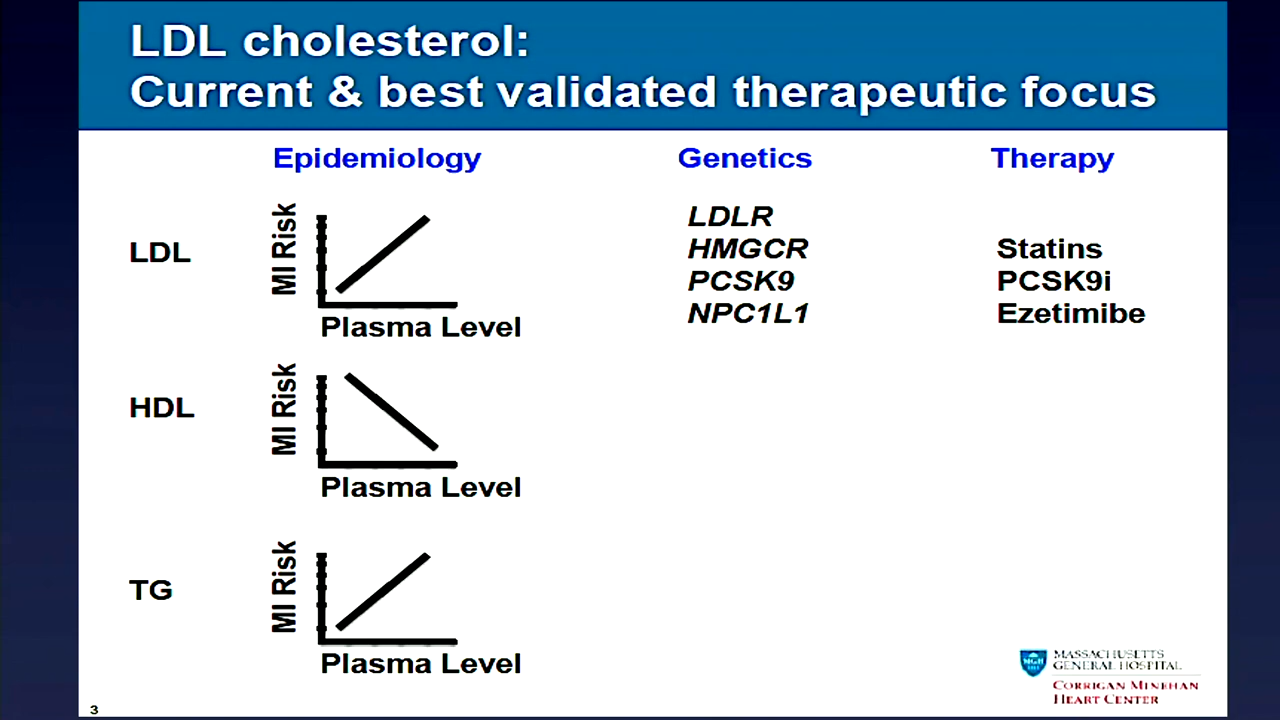 LDL cholesterol:
Current & best validated therapeutic focus
Epidemiology
Genetics
Therapy
LDL
MI Risk
Plasma Level
LDLR
HMGCR
PCSK9
NPC1L1
Statins
PCSK9i
Ezetimibe
HDL
MI Risk
Plasma Level
TG
MI Risk
Plasma Level
MGH
MASSACHUSETTS
GENERAL HOSPITAL
CORRIGAN MINEHAN
HEART CENTER
3